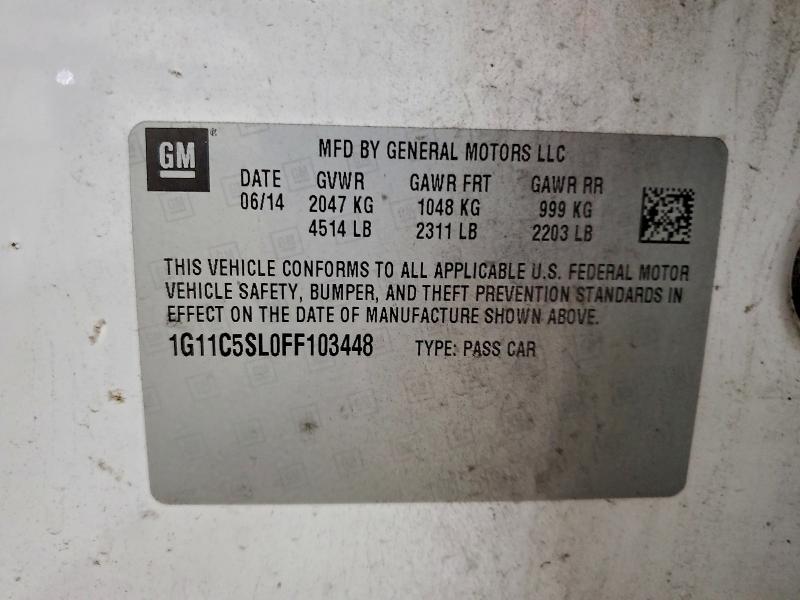 GM
MFD BY GENERAL MOTORS LLC
DATE GVWR GAWR FRT GAWR RR
06/14 2047 KG 1048 KG 999 KG
4514 LB 2311 LB 2203 LB
THIS VEHICLE CONFORMS TO ALL APPLICABLE U.S. FEDERAL MOTOR
VEHICLE SAFETY, BUMPER, AND THEFT PREVENTION STANDARDS IN
EFFECT ON THE DATE OF MANUFACTURE SHOWN ABOVE.
1G11C5SL0FF103448 TYPE: PASS CAR